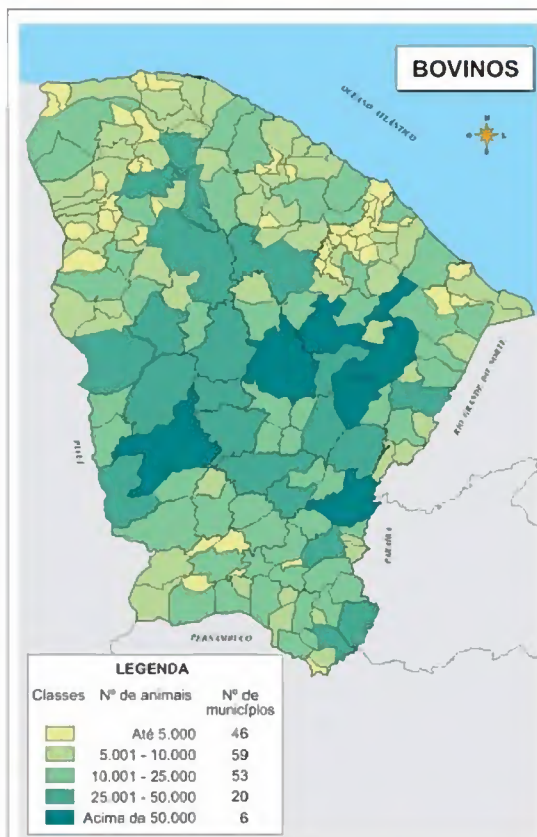 BOVINOS
OCEANO ATLÂNTICO
N
O L
S
RIO GRANDE DO NORTE
PIAUÍ
PARAÍBA
PERNAMBUCO
LEGENDA
Classes Nº de animais Nº de municípios
Até 5.000 46
5.001 - 10.000 59
10.001 - 25.000 53
25.001 - 50.000 20
Acima da 50.000 6